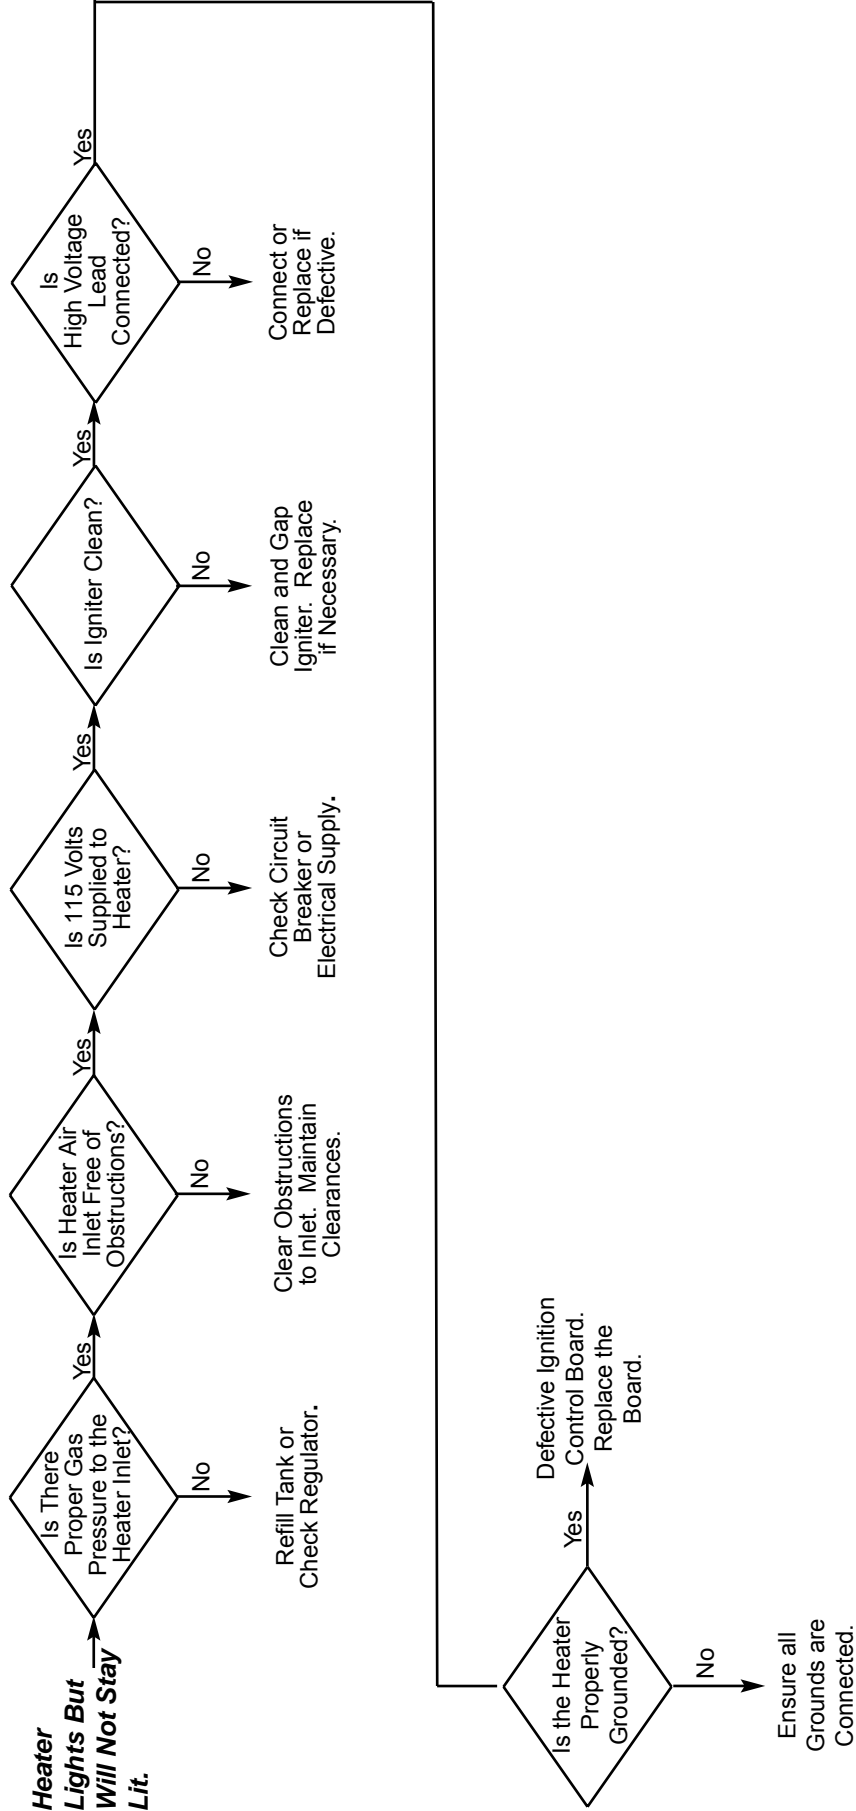 Heater
Lights But
Will Not Stay
Lit.
Is There
Proper Gas
Pressure to the
Heater Inlet?
Yes
No
Refill Tank or
Check Regulator.
Is Heater Air
Inlet Free of
Obstructions?
Yes
No
Clear Obstructions
to Inlet. Maintain
Clearances.
Is 115 Volts
Supplied to
Heater?
Yes
No
Check Circuit
Breaker or
Electrical Supply.
Is Igniter Clean?
Yes
No
Clean and Gap
Igniter. Replace
if Necessary.
Is
High Voltage
Lead
Connected?
Yes
No
Connect or
Replace if
Defective.
Is the Heater
Properly
Grounded?
Yes
Defective Ignition
Control Board.
Replace the
Board.
No
Ensure all
Grounds are
Connected.